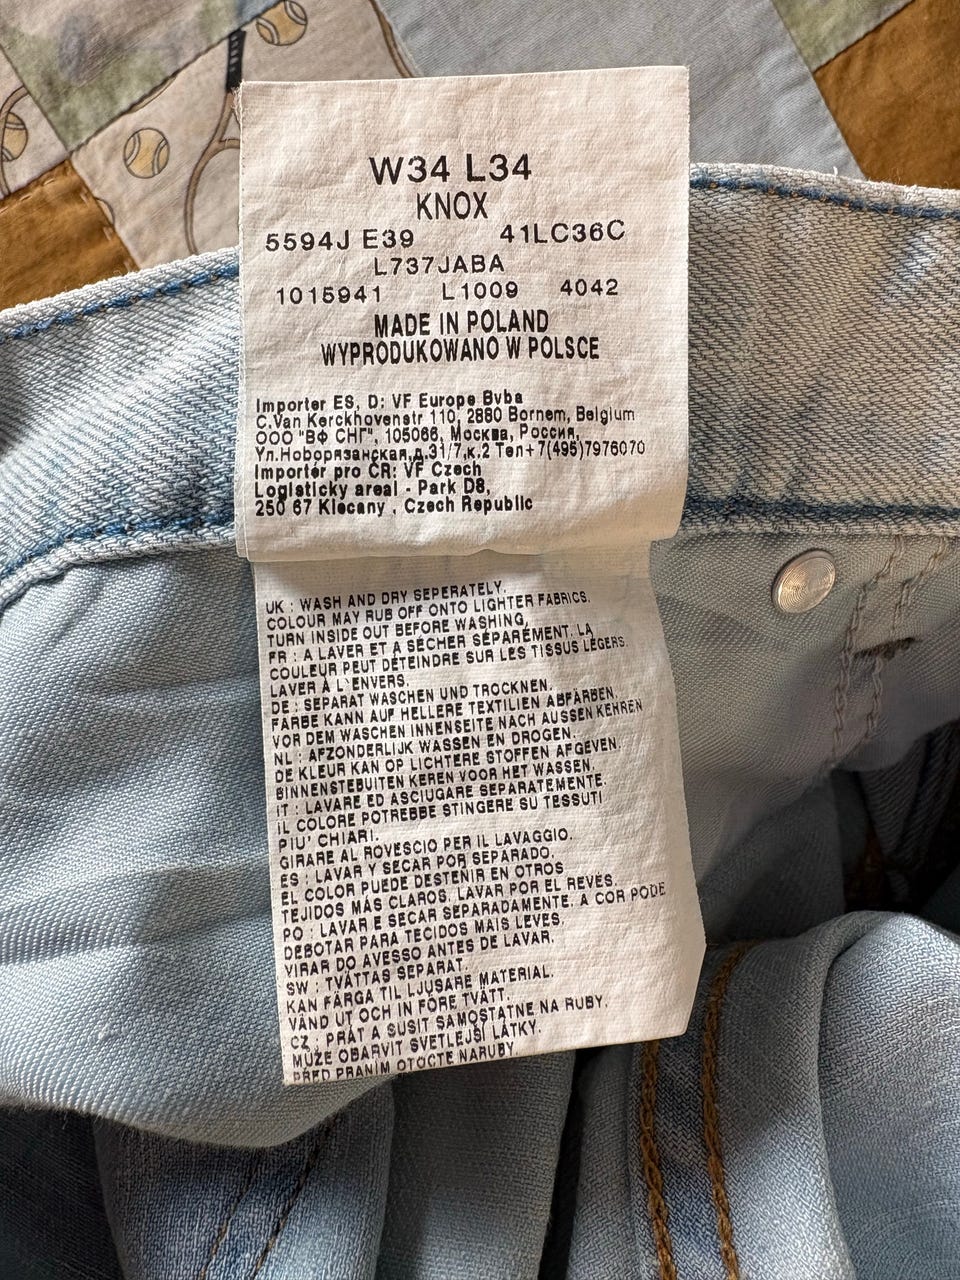 W34 L34
KNOX
5594J E39 41LC36C
L737JABA
1015941 L1009 4042
MADE IN POLAND
WYPRODUKOWANO W POLSCE
Importer ES, D: VF Europe Bvba
C.Van Kerckhovenstr 110, 2880 Bornem, Belgium
ООО "ВФ СНГ", 105066, Москва, Россия,
Ул.Новорязанская,д.31/7,к.2 Тел+7(495)7976070
Importér pro ČR: VF Czech
Logisticky areal - Park D8,
250 67 Klecany , Czech Republic
UK : WASH AND DRY SEPERATELY.
COLOUR MAY RUB OFF ONTO LIGHTER FABRICS.
TURN INSIDE OUT BEFORE WASHING,
FR : A LAVER ET A SÉCHER SÉPARÉMENT. LA
COULEUR PEUT DÉTEINDRE SUR LES TISSUS LÉGERS.
LAVER À L`ENVERS.
DE : SEPARAT WASCHEN UND TROCKNEN.
FARBE KANN AUF HELLERE TEXTILIEN ABFÄRBEN.
VOR DEM WASCHEN INNENSEITE NACH AUSSEN KEHREN
NL : AFZONDERLIJK WASSEN EN DROGEN.
DE KLEUR KAN OP LICHTERE STOFFEN AFGEVEN.
BINNENSTEBUITEN KEREN VOOR HET WASSEN.
IT : LAVARE ED ASCIUGARE SEPARATEMENTE.
IL COLORE POTREBBE STINGERE SU TESSUTI
PIU' CHIARI.
GIRARE AL ROVESCIO PER IL LAVAGGIO.
ES : LAVAR Y SECAR POR SEPARADO,
EL COLOR PUEDE DESTEÑIR EN OTROS
TEJIDOS MÁS CLAROS. LAVAR POR EL REVÉS.
PO : LAVAR E SECAR SEPARADAMENTE. A COR PODE
DEBOTAR PARA TECIDOS MAIS LEVES.
VIRAR DO AVESSO ANTES DE LAVAR.
SW : TVÄTTAS SEPARAT.
KAN FÄRGA TIL LJUSARE MATERIAL.
VÄND UT OCH IN FÖRE TVÄTT.
CZ : PRÁT A SUSIT SAMOSTATNE NA RUBY.
MŮŽE OBARVIT SVETLEJŠÍ LÁTKY.
PŘED PRANÍM OTOCTE NARUBY.